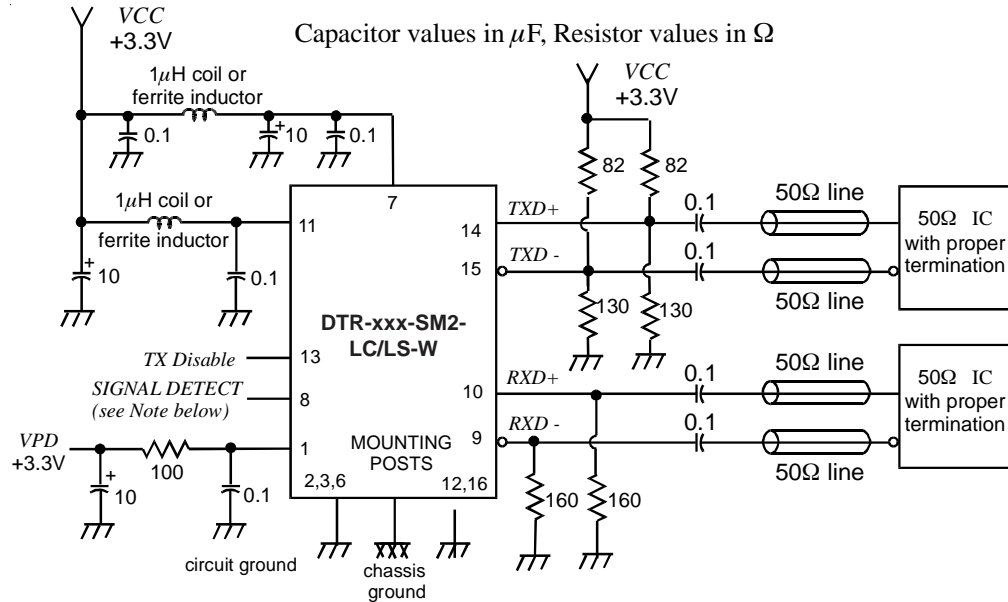 VCC
+3.3V
Capacitor values in µF, Resistor values in Ω
1µH coil or
ferrite inductor
0.1
+
10
0.1
VCC
+3.3V
82
82
1µH coil or
ferrite inductor
+
10
0.1
11
7
14
15
TXD+
TXD -
0.1
0.1
50Ω line
50Ω line
50Ω IC
with proper
termination
130
130
DTR-xxx-SM2-
LC/LS-W
TX Disable
13
SIGNAL DETECT
(see Note below)
8
10
9
RXD+
RXD -
0.1
0.1
50Ω line
50Ω line
50Ω IC
with proper
termination
VPD
+3.3V
100
1
+
10
0.1
MOUNTING
POSTS
2,3,6
12,16
160
160
circuit ground
chassis
ground